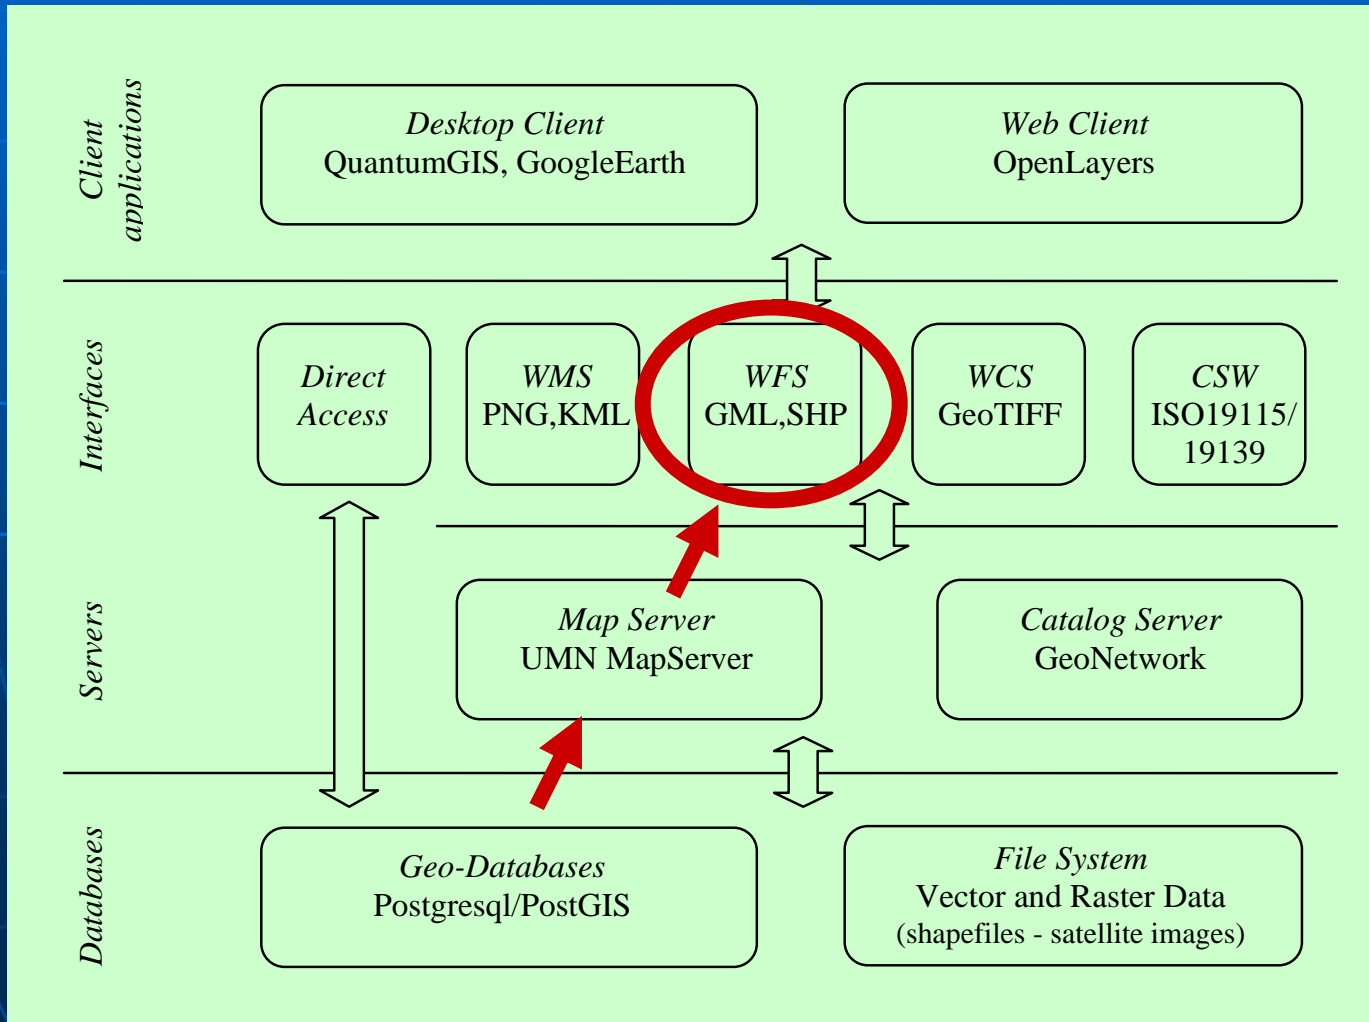 Client
applications
Desktop Client
QuantumGIS, GoogleEarth
Web Client
OpenLayers
Interfaces
Direct
Access
WMS
PNG,KML
WFS
GML,SHP
WCS
GeoTIFF
CSW
ISO19115/
19139
Servers
Map Server
UMN MapServer
Catalog Server
GeoNetwork
Databases
Geo-Databases
Postgresql/PostGIS
File System
Vector and Raster Data
(shapefiles - satellite images)